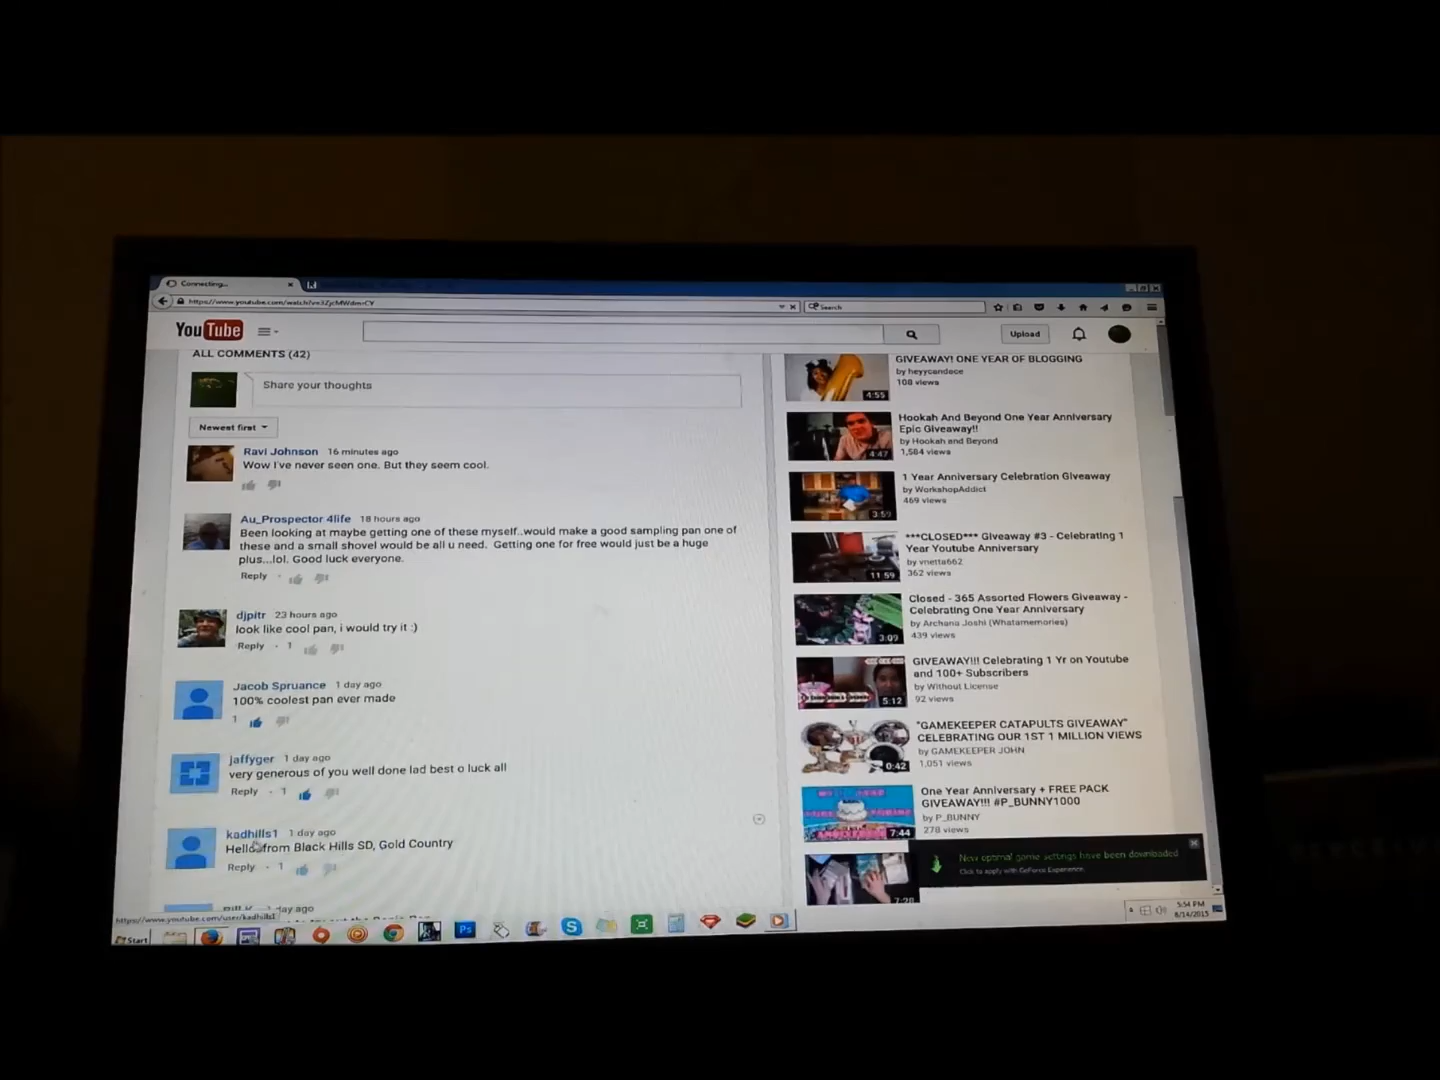 Connecting...
Search
YouTube
Upload
ALL COMMENTS (42)
Share your thoughts
Newest first
Ravi Johnson 16 minutes ago
Wow I've never seen one. But they seem cool.
Au_Prospector 4life 18 hours ago
Been looking at maybe getting one of these myself..would make a good sampling pan one of
these and a small shovel would be all u need. Getting one for free would just be a huge
plus...lol. Good luck everyone.
Reply
djpitr 23 hours ago
look like cool pan, i would try it :)
Reply · 1
Jacob Spruance 1 day ago
100% coolest pan ever made
1
jaffyger 1 day ago
very generous of you well done lad best o luck all
Reply · 1
kadhills1 1 day ago
Hello from Black Hills SD, Gold Country
Reply · 1
https://www.youtube.com/user/kadhills1
GIVEAWAY! ONE YEAR OF BLOGGING
by heyycandace
108 views
4:55
Hookah And Beyond One Year Anniversary
Epic Giveaway!!
by Hookah and Beyond
1,584 views
4:47
1 Year Anniversary Celebration Giveaway
by WorkshopAddict
469 views
3:59
***CLOSED*** Giveaway #3 - Celebrating 1
Year Youtube Anniversary
by vnetta662
362 views
11:59
Closed - 365 Assorted Flowers Giveaway -
Celebrating One Year Anniversary
by Archana Joshi (Whatamemories)
439 views
3:09
GIVEAWAY!!! Celebrating 1 Yr on Youtube
and 100+ Subscribers
by Without License
92 views
5:12
"GAMEKEEPER CATAPULTS GIVEAWAY"
CELEBRATING OUR 1ST 1 MILLION VIEWS
by GAMEKEEPER JOHN
1,051 views
0:42
One Year Anniversary + FREE PACK
GIVEAWAY!!! #P_BUNNY1000
by P_BUNNY
278 views
7:44
7:28
New optimal game settings have been downloaded
Click to apply with GeForce Experience.
Start
Ps
5:54 PM
6/14/2015